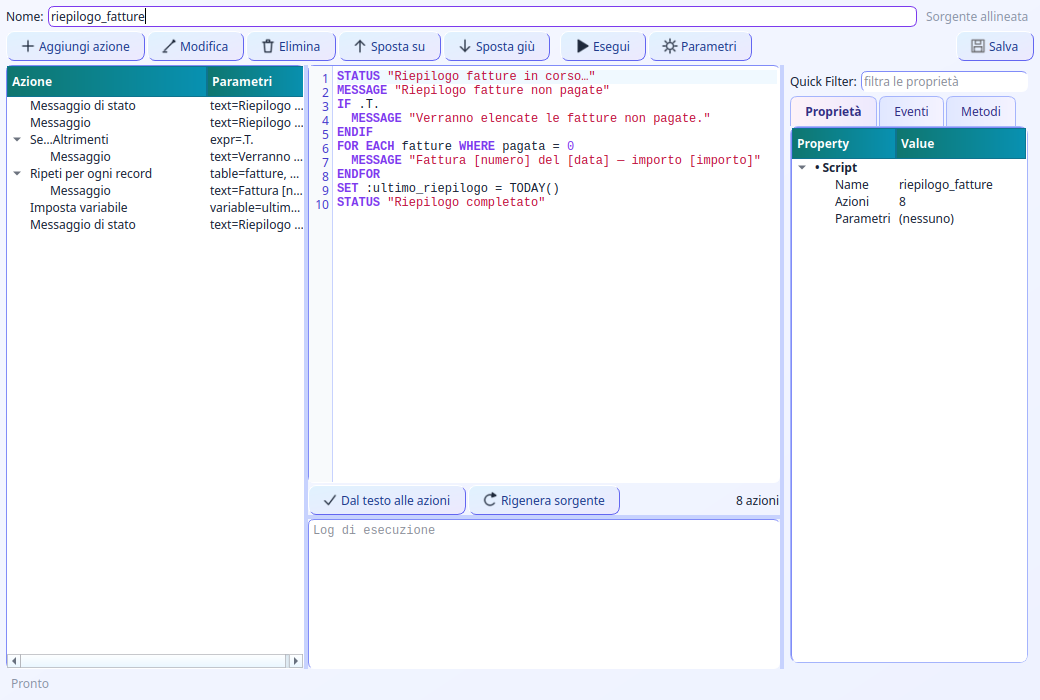 Nome: riepilogo_fatture Sorgente allineata
Aggiungi azione Modifica Elimina Sposta su Sposta giù Esegui Parametri Salva
Azione Parametri
Messaggio di stato text=Riepilogo ...
Messaggio text=Riepilogo ...
Se...Altrimenti expr=.T.
Messaggio text=Verranno ...
Ripeti per ogni record table=fatture, ...
Messaggio text=Fattura [n...
Imposta variabile variable=ultim...
Messaggio di stato text=Riepilogo ...
1 STATUS "Riepilogo fatture in corso…"
2 MESSAGE "Riepilogo fatture non pagate"
3 IF .T.
4 MESSAGE "Verranno elencate le fatture non pagate."
5 ENDIF
6 FOR EACH fatture WHERE pagata = 0
7 MESSAGE "Fattura [numero] del [data] — importo [importo]"
8 ENDFOR
9 SET :ultimo_riepilogo = TODAY()
10 STATUS "Riepilogo completato"
Dal testo alle azioni Rigenera sorgente 8 azioni
Log di esecuzione
Quick Filter: filtra le proprietà
Proprietà Eventi Metodi
Property Value
• Script
Name riepilogo_fatture
Azioni 8
Parametri (nessuno)
Pronto